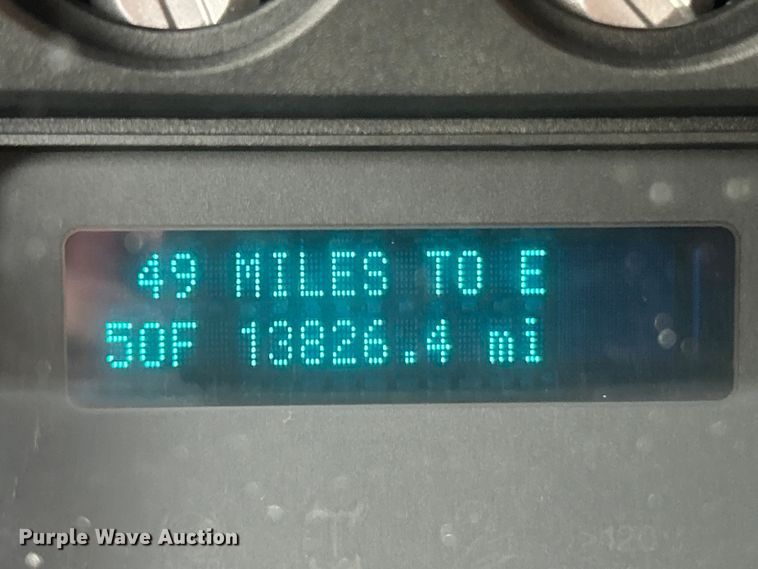 49 MILES TO E
50F 13826.4 mi
Purple Wave Auction